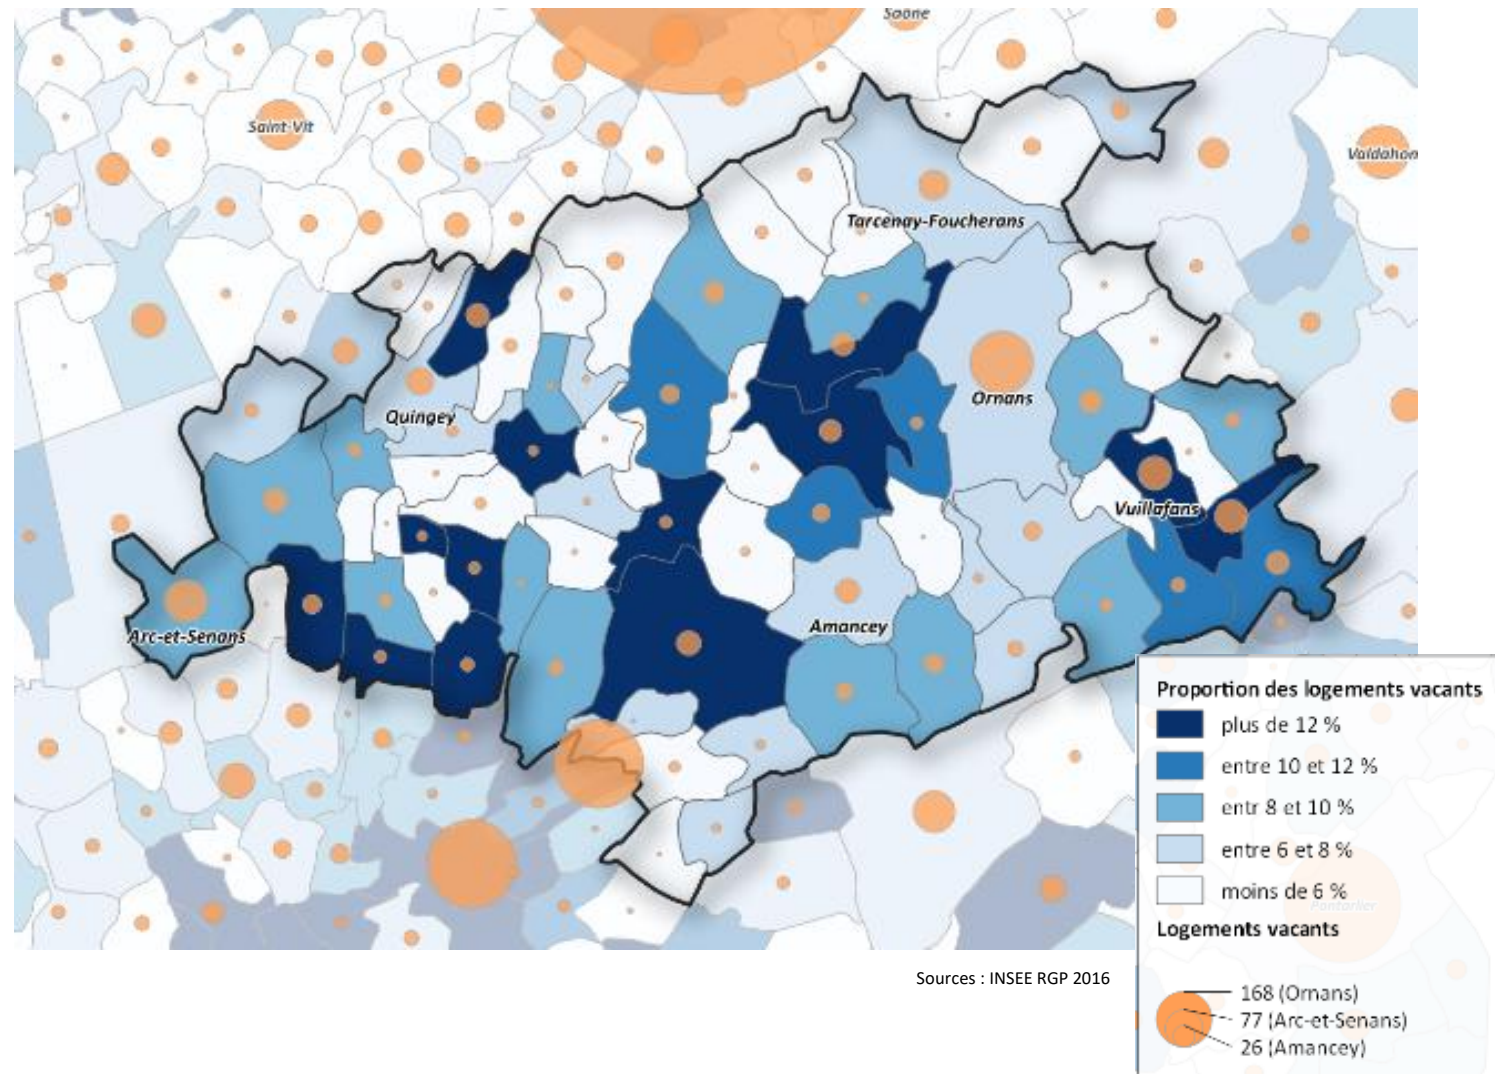 Saône
Saint-Vit
Valdahon
Tarcenay-Foucherans
Ornans
Quingey
Vuillafans
Amancey
Arc-et-Senans
Proportion des logements vacants
plus de 12 %
entre 10 et 12 %
entr 8 et 10 %
entre 6 et 8 %
moins de 6 %
Pontarlier
Logements vacants
168 (Ornans)
77 (Arc-et-Senans)
26 (Amancey)
Sources : INSEE RGP 2016